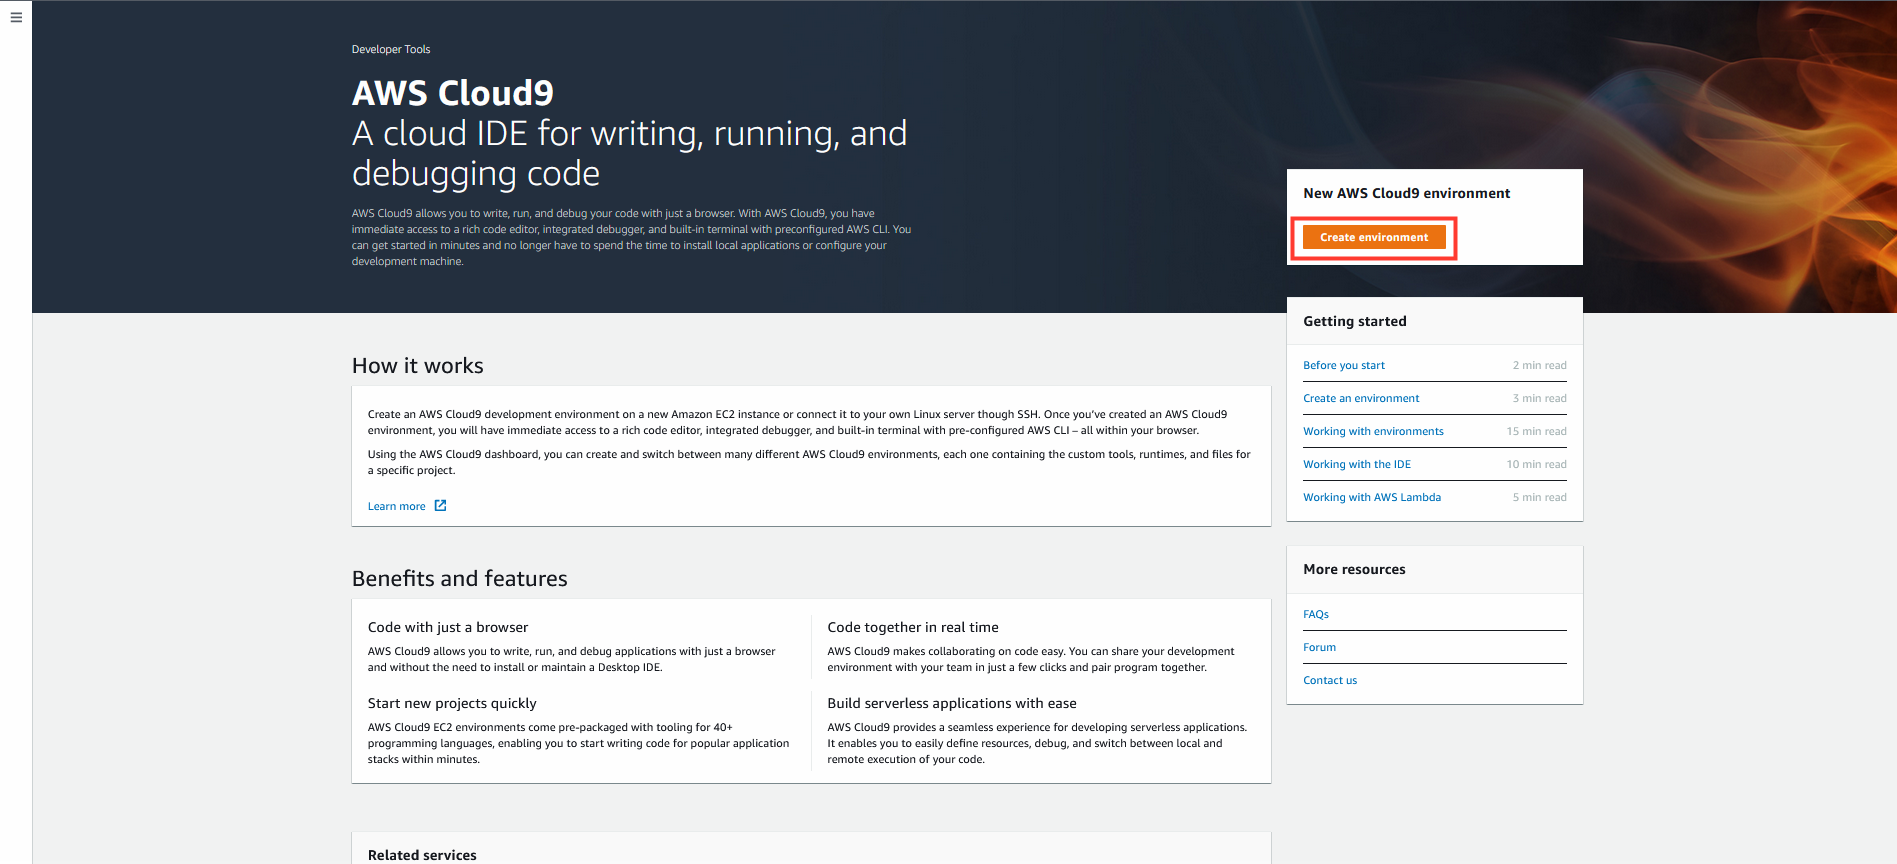 Developer Tools
AWS Cloud9
A cloud IDE for writing, running, and
debugging code
AWS Cloud9 allows you to write, run, and debug your code with just a browser. With AWS Cloud9, you have
immediate access to a rich code editor, integrated debugger, and built-in terminal with preconfigured AWS CLI. You
can get started in minutes and no longer have to spend the time to install local applications or configure your
development machine.
New AWS Cloud9 environment
Create environment
How it works
Create an AWS Cloud9 development environment on a new Amazon EC2 instance or connect it to your own Linux server though SSH. Once you’ve created an AWS Cloud9
environment, you will have immediate access to a rich code editor, integrated debugger, and built-in terminal with pre-configured AWS CLI – all within your browser.
Using the AWS Cloud9 dashboard, you can create and switch between many different AWS Cloud9 environments, each one containing the custom tools, runtimes, and files for
a specific project.
Learn more
Benefits and features
Code with just a browser
AWS Cloud9 allows you to write, run, and debug applications with just a browser
and without the need to install or maintain a Desktop IDE.
Code together in real time
AWS Cloud9 makes collaborating on code easy. You can share your development
environment with your team in just a few clicks and pair program together.
Start new projects quickly
AWS Cloud9 EC2 environments come pre-packaged with tooling for 40+
programming languages, enabling you to start writing code for popular application
stacks within minutes.
Build serverless applications with ease
AWS Cloud9 provides a seamless experience for developing serverless applications.
It enables you to easily define resources, debug, and switch between local and
remote execution of your code.
Related services
Getting started
Before you start 2 min read
Create an environment 3 min read
Working with environments 15 min read
Working with the IDE 10 min read
Working with AWS Lambda 5 min read
More resources
FAQs
Forum
Contact us